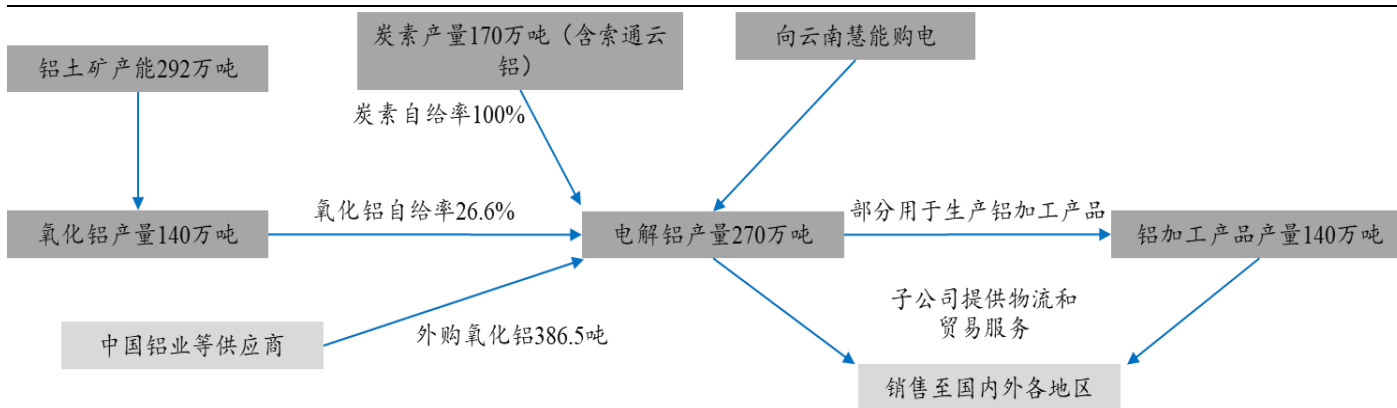 铝土矿产能292万吨
炭素产量170万吨（含索通云
铝）
向云南慧能购电
炭素自给率100%
氧化铝产量140万吨
氧化铝自给率26.6%
电解铝产量270万吨
部分用于生产铝加工产品
铝加工产品产量140万吨
中国铝业等供应商
外购氧化铝386.5吨
子公司提供物流和
贸易服务
销售至国内外各地区